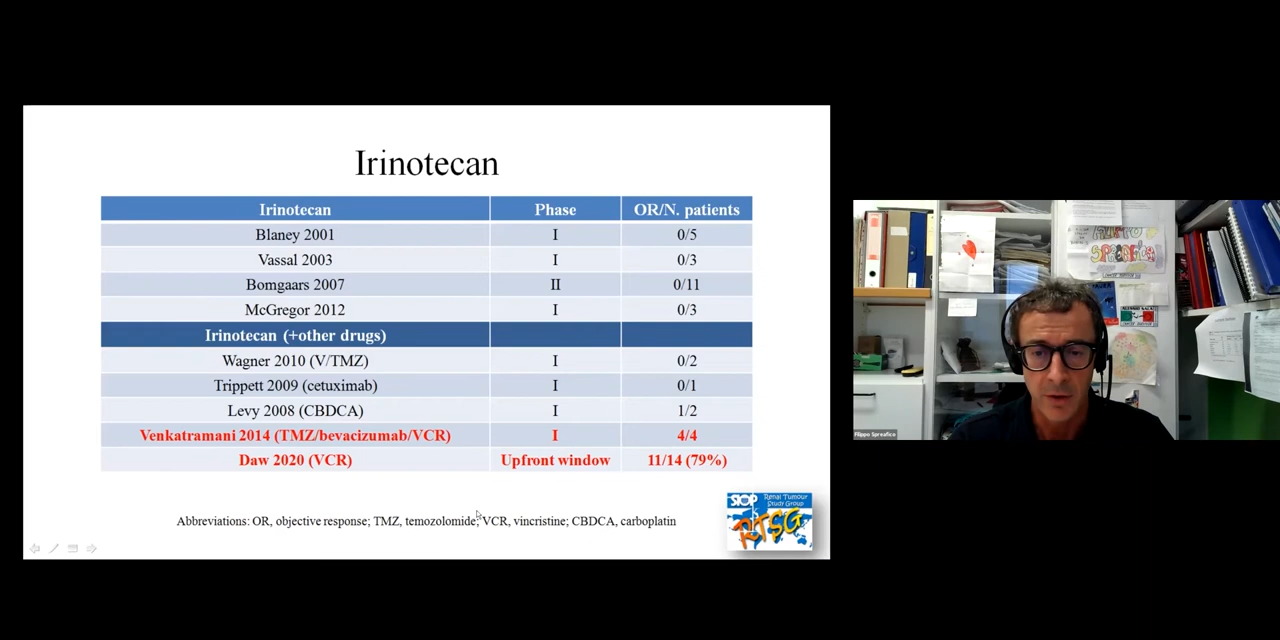 Irinotecan
Irinotecan Phase OR/N. patients
Blaney 2001 I 0/5
Vassal 2003 I 0/3
Bomgaars 2007 II 0/11
McGregor 2012 I 0/3
Irinotecan (+other drugs)
Wagner 2010 (V/TMZ) I 0/2
Trippett 2009 (cetuximab) I 0/1
Levy 2008 (CBDCA) I 1/2
Venkatramani 2014 (TMZ/bevacizumab/VCR) I 4/4
Daw 2020 (VCR) Upfront window 11/14 (79%)
Abbreviations: OR, objective response; TMZ, temozolomide; VCR, vincristine; CBDCA, carboplatin
SIOP Renal Tumour
Study Group
RTSG
Filippo Spreafico